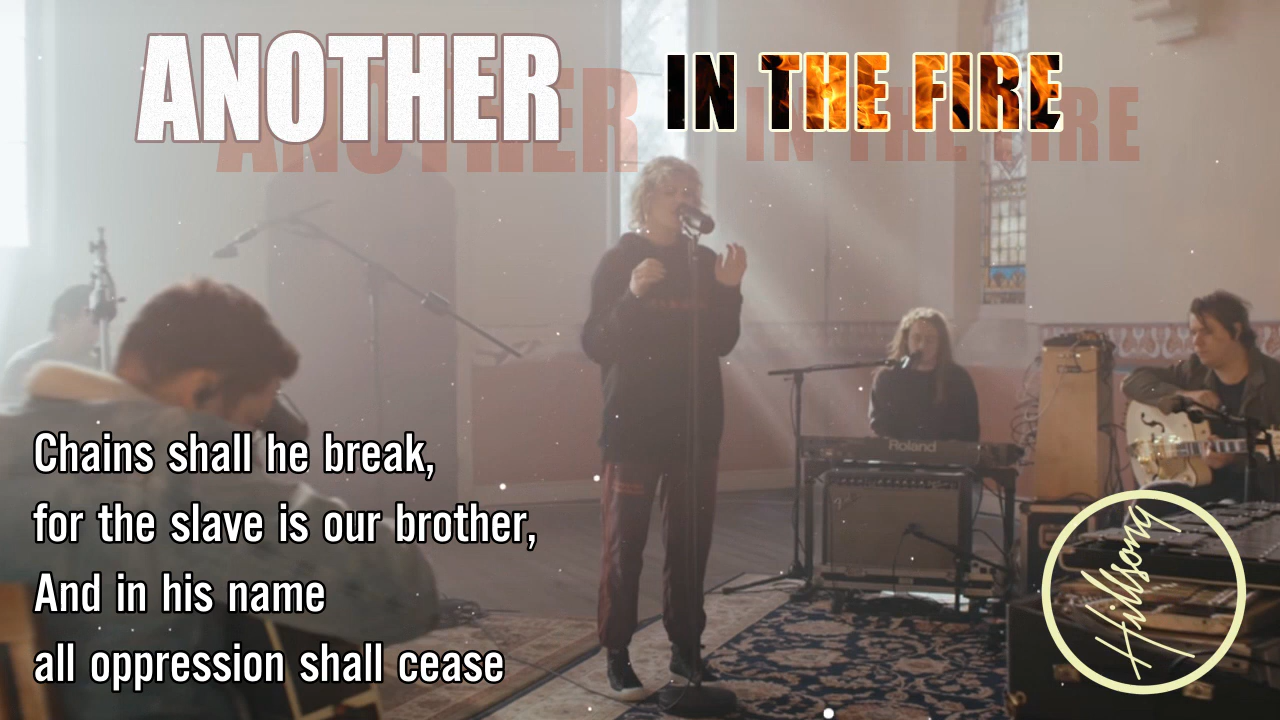 ANOTHER IN THE FIRE
Roland
Chains shall he break,
for the slave is our brother,
And in his name
all oppression shall cease
Hillsong